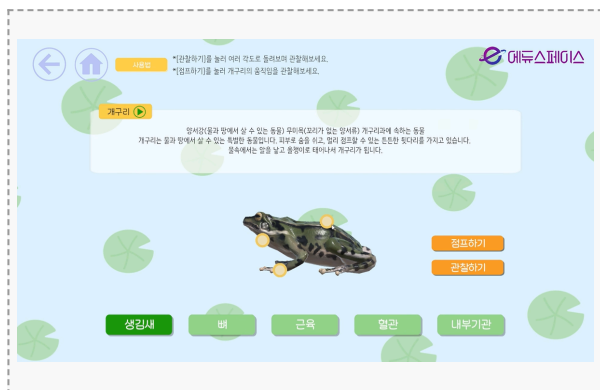 사용법
*[관찰하기]를 눌러 여러 각도로 돌려보며 관찰해보세요.
*[점프하기]를 눌러 개구리의 움직임을 관찰해보세요.
에듀스페이스
개구리
양서강(물과 땅에서 살 수 있는 동물) 무미목(꼬리가 없는 양서류) 개구리과에 속하는 동물
개구리는 물과 땅에서 살 수 있는 특별한 동물입니다. 피부로 숨을 쉬고, 멀리 점프할 수 있는 튼튼한 뒷다리를 가지고 있습니다.
물속에서는 알을 낳고 올챙이로 태어나서 개구리가 됩니다.
점프하기
관찰하기
생김새
뼈
근육
혈관
내부기관